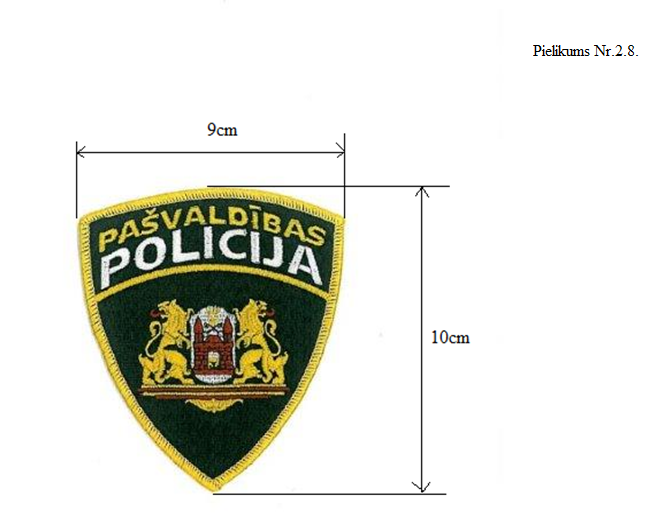 Pielikums Nr.2.8.
9cm
PAŠVALDĪBAS
POLICIJA
10cm